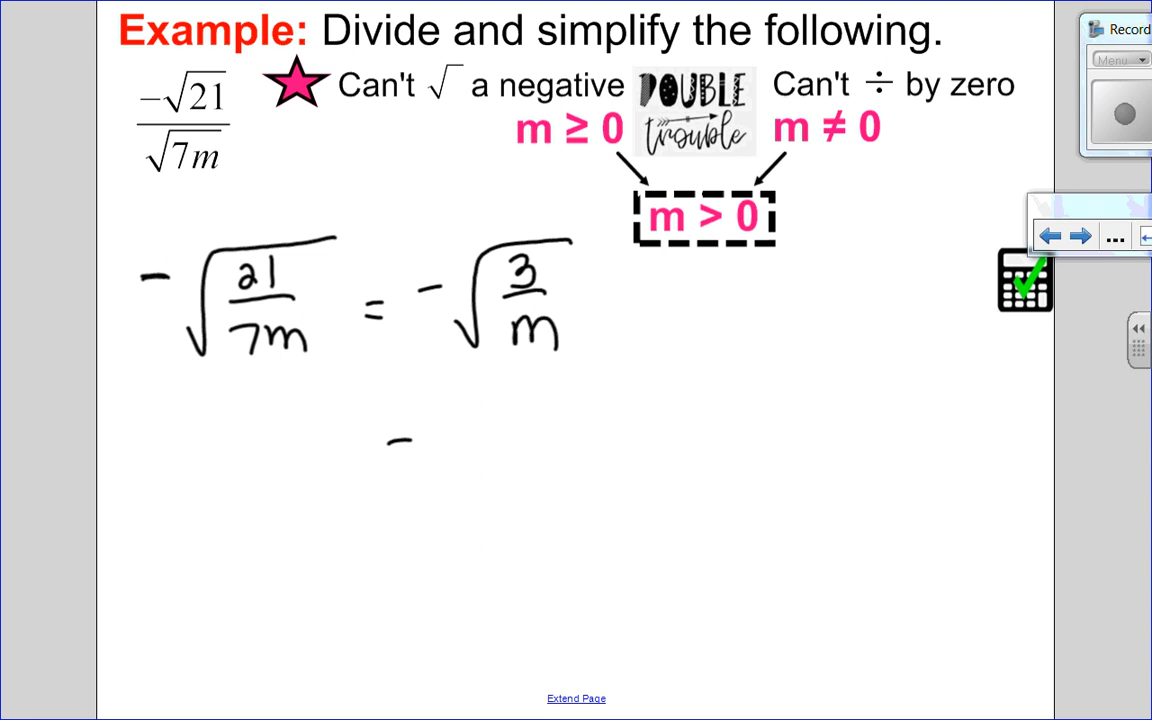 Example: Divide and simplify the following.
−√21 / √7m
Can't √ a negative
m ≥ 0
DOUBLE
trouble
Can't ÷ by zero
m ≠ 0
m > 0
- √(21/7m) = - √(3/m)
-
Extend Page
Record
Menu
...